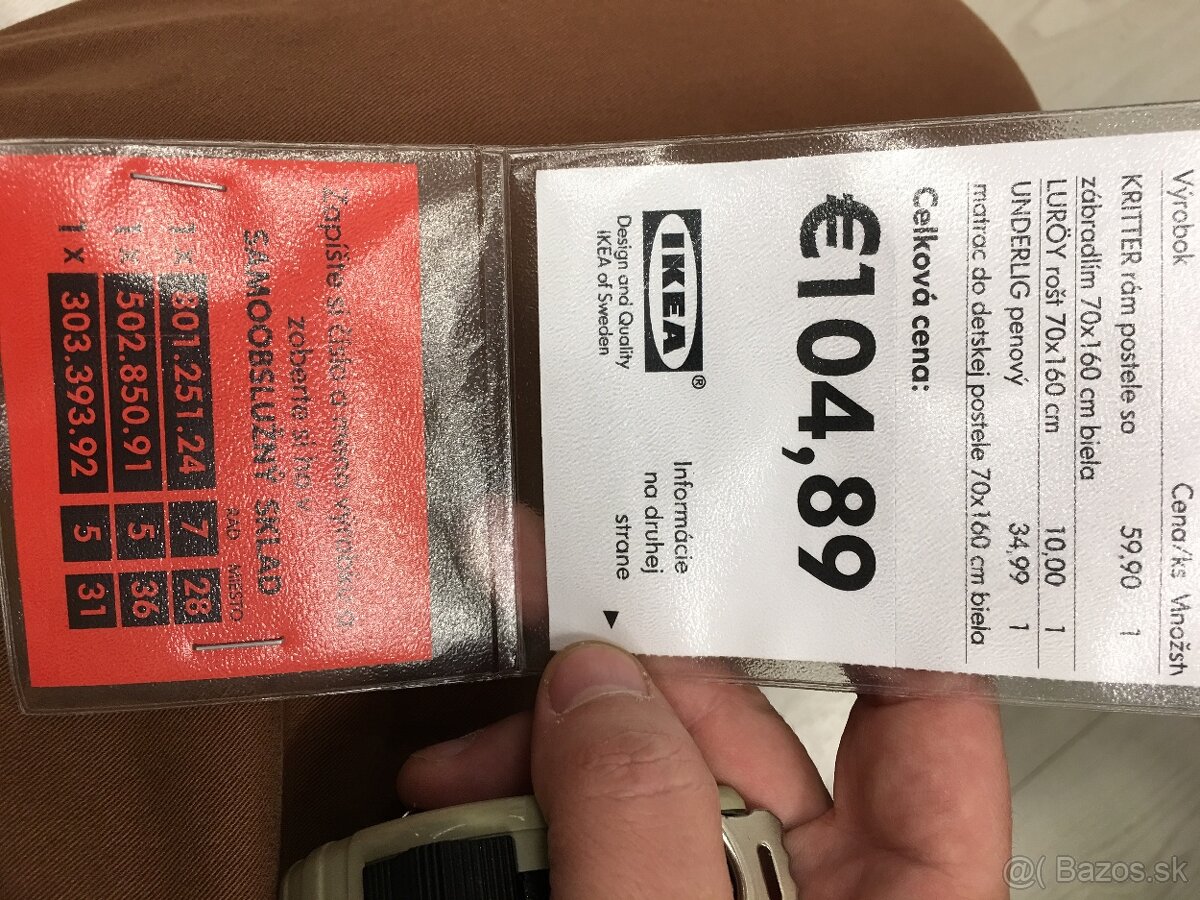 Výrobok Cena/ks Množstv
KRITTER rám postele so 59,90 1
zábradlím 70x160 cm biela
LURÖY rošt 70x160 cm 10,00 1
UNDERLIG penový 34,99 1
matrac do detskej postele 70x160 cm biela
Celková cena:
€104,89
IKEA®
Design and Quality
IKEA of Sweden
Informácie
na druhej
strane
Zapíšte si číslo a miesto výrobku a
zoberte si ho v
SAMOOBSLUŽNÝ SKLAD
RAD MIESTO
1 x 801.251.24 7 28
1 x 502.850.91 5 36
1 x 303.393.92 5 31
@( Bazos.sk